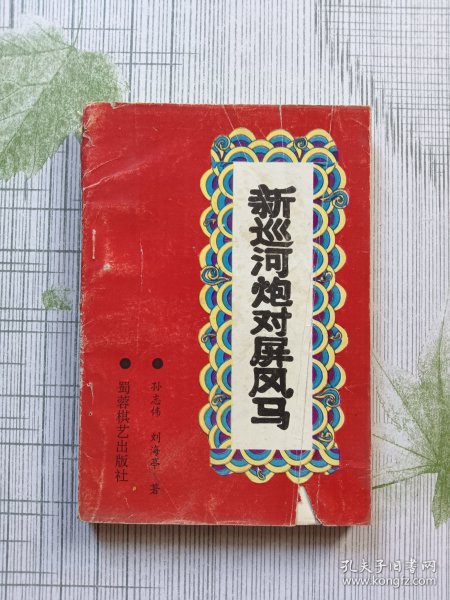 新巡河炮对屏风马
孙志伟 刘海亭 著
蜀蓉棋艺出版社
孔夫子旧书网
www.kongfz.com